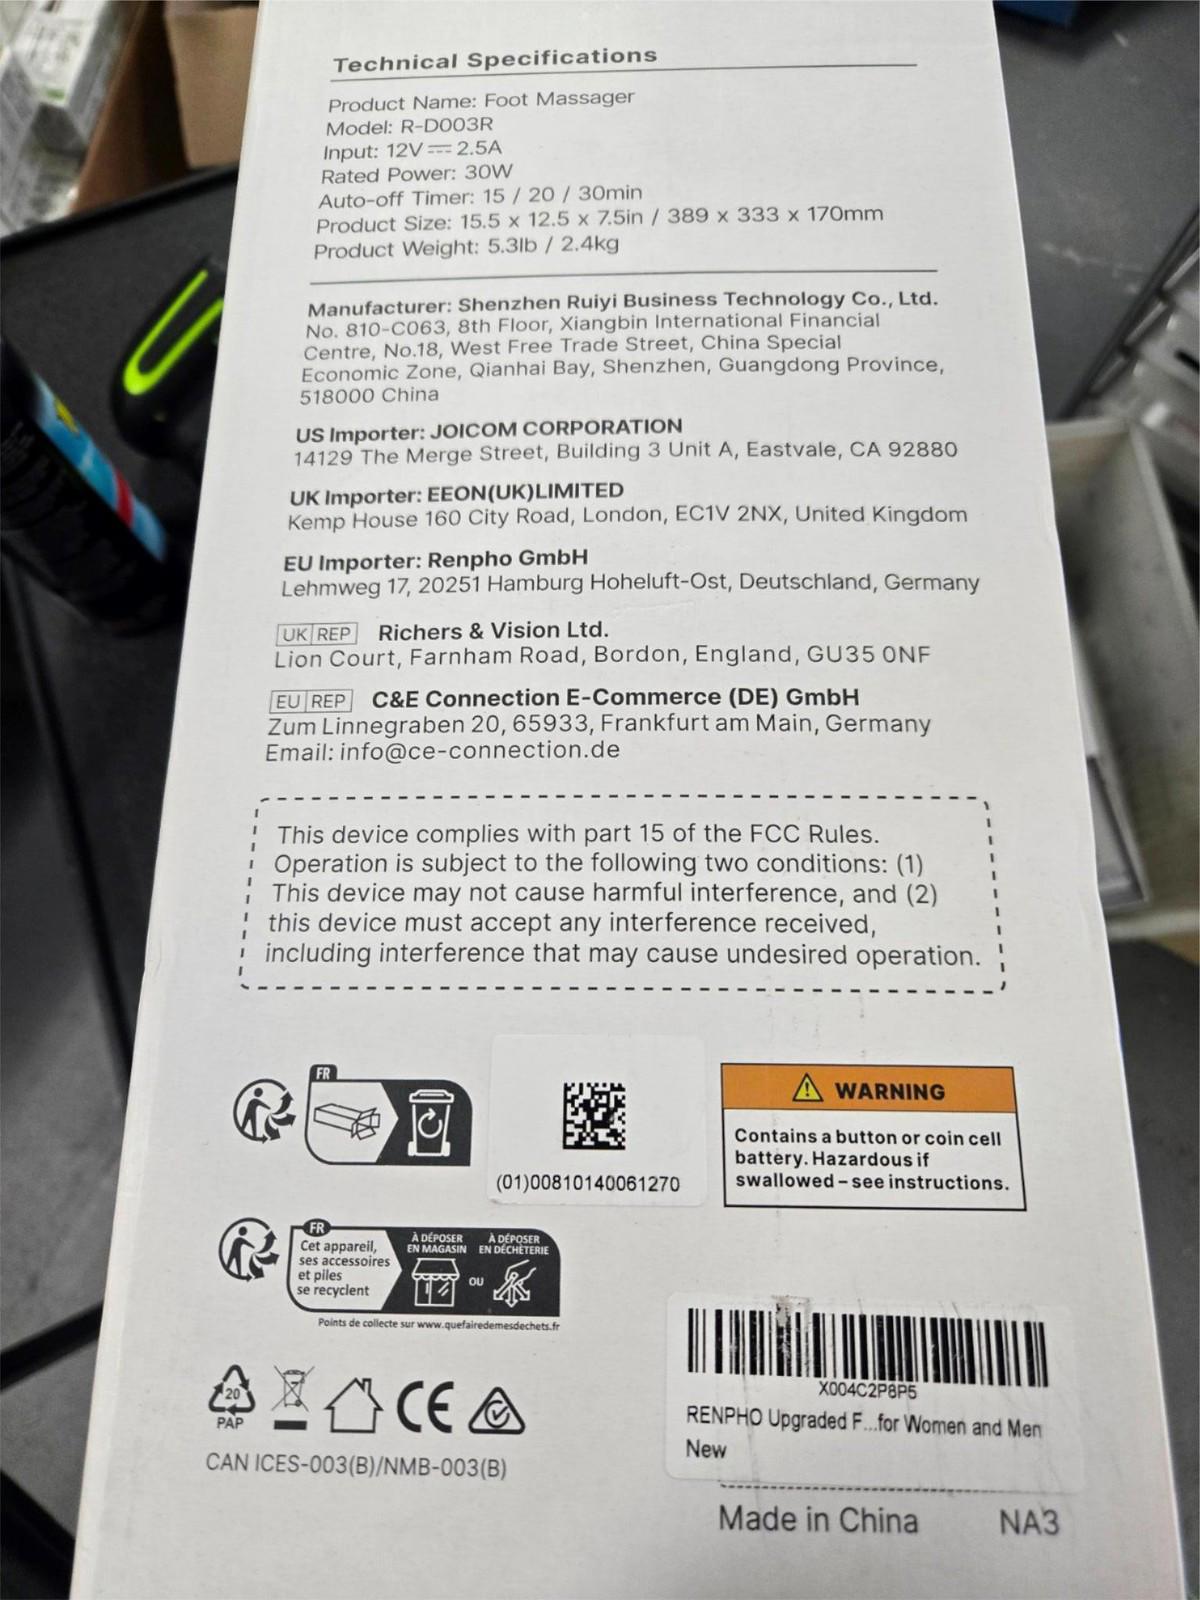 Technical Specifications
Product Name: Foot Massager
Model: R-D003R
Input: 12V⎓2.5A
Rated Power: 30W
Auto-off Timer: 15 / 20 / 30min
Product Size: 15.5 x 12.5 x 7.5in / 389 x 333 x 170mm
Product Weight: 5.3lb / 2.4kg
Manufacturer: Shenzhen Ruiyi Business Technology Co., Ltd.
No. 810-C063, 8th Floor, Xiangbin International Financial
Centre, No.18, West Free Trade Street, China Special
Economic Zone, Qianhai Bay, Shenzhen, Guangdong Province,
518000 China
US Importer: JOICOM CORPORATION
14129 The Merge Street, Building 3 Unit A, Eastvale, CA 92880
UK Importer: EEON(UK)LIMITED
Kemp House 160 City Road, London, EC1V 2NX, United Kingdom
EU Importer: Renpho GmbH
Lehmweg 17, 20251 Hamburg Hoheluft-Ost, Deutschland, Germany
UK REP Richers & Vision Ltd.
Lion Court, Farnham Road, Bordon, England, GU35 0NF
EU REP C&E Connection E-Commerce (DE) GmbH
Zum Linnegraben 20, 65933, Frankfurt am Main, Germany
Email: info@ce-connection.de
This device complies with part 15 of the FCC Rules.
Operation is subject to the following two conditions: (1)
This device may not cause harmful interference, and (2)
this device must accept any interference received,
including interference that may cause undesired operation.
FR
(01)00810140061270
WARNING
Contains a button or coin cell
battery. Hazardous if
swallowed – see instructions.
FR
Cet appareil,
ses accessoires
et piles
se recyclent
À DÉPOSER
EN MAGASIN
OU
À DÉPOSER
EN DÉCHÈTERIE
Points de collecte sur www.quefairedemesdechets.fr
20
PAP
CE
CAN ICES-003(B)/NMB-003(B)
X004C2P8P5
RENPHO Upgraded F...for Women and Men
New
Made in China NA3